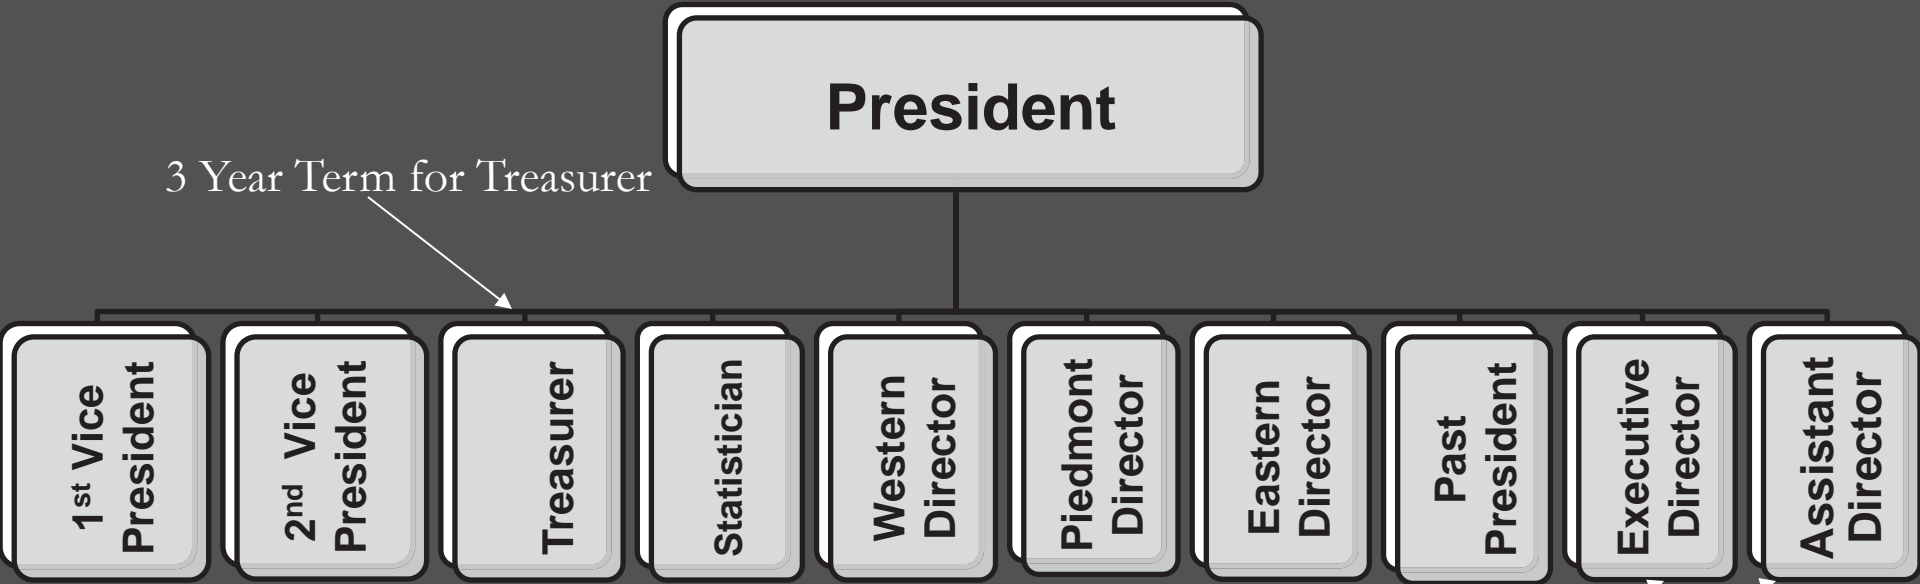 President
3 Year Term for Treasurer
1st Vice
President
2nd Vice
President
Treasurer
Statistician
Western
Director
Piedmont
Director
Eastern
Director
Past
President
Executive
Director
Assistant
Director